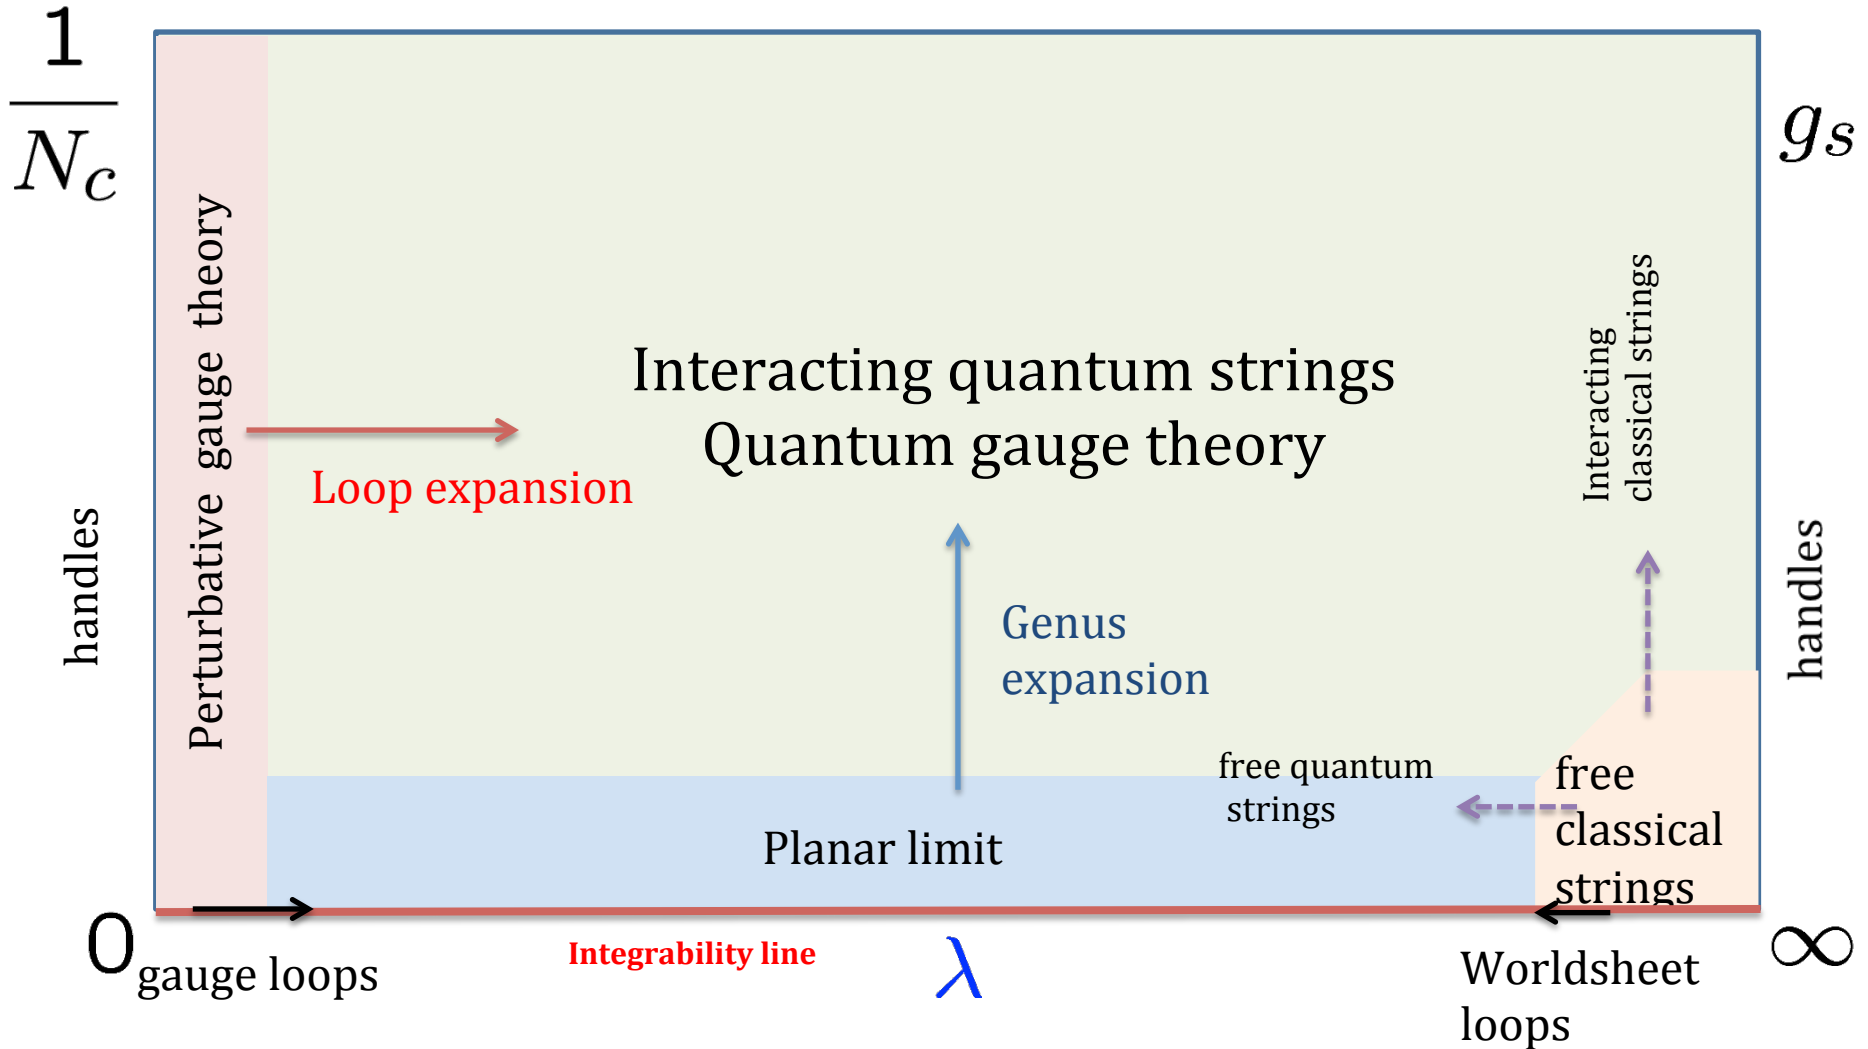 1
N_c
g_s
Perturbative gauge theory
Interacting
classical strings
Interacting quantum strings
Quantum gauge theory
Loop expansion
handles
handles
Genus
expansion
free quantum
strings
free
classical
strings
Planar limit
0
gauge loops
Integrability line
λ
Worldsheet
loops
∞